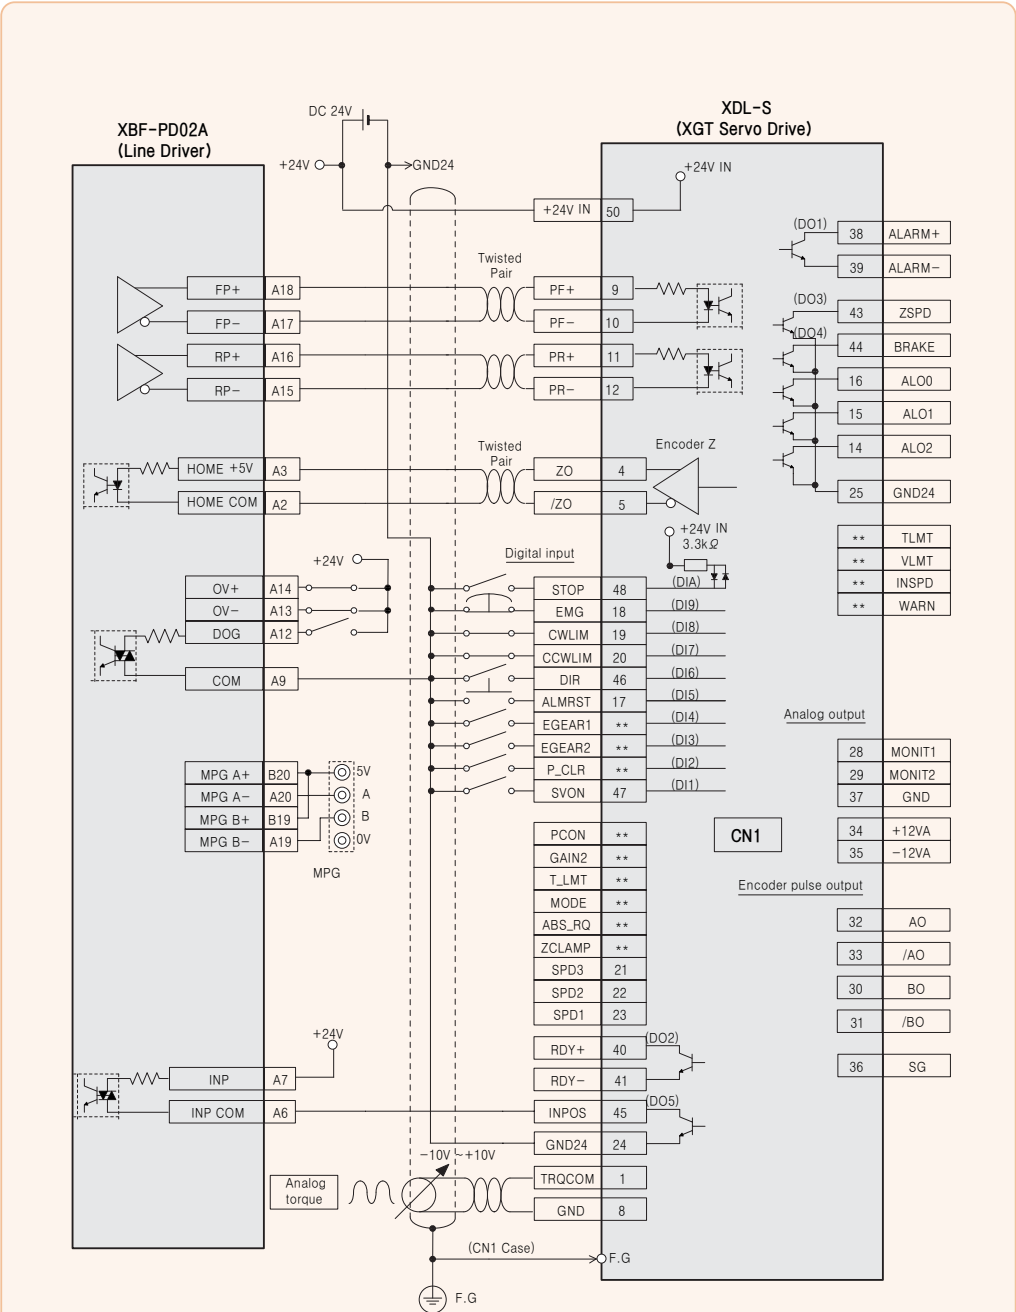 XBF-PD02A
(Line Driver)
DC 24V
+24V
GND24
XDL-S
(XGT Servo Drive)
+24V IN
+24V IN 50
(DO1)
38 ALARM+
39 ALARM-
Twisted
Pair
FP+ A18
FP- A17
RP+ A16
RP- A15
PF+ 9
PF- 10
PR+ 11
PR- 12
(DO3)
43 ZSPD
(DO4)
44 BRAKE
16 ALO0
15 ALO1
14 ALO2
25 GND24
HOME +5V A3
HOME COM A2
Twisted
Pair
ZO 4
/ZO 5
Encoder Z
+24V IN
3.3kΩ
** TLMT
** VLMT
** INSPD
** WARN
+24V
OV+ A14
OV- A13
DOG A12
COM A9
Digital input
STOP 48 (DIA)
EMG 18 (DI9)
CWLIM 19 (DI8)
CCWLIM 20 (DI7)
DIR 46 (DI6)
ALMRST 17 (DI5)
EGEAR1 ** (DI4)
EGEAR2 ** (DI3)
P_CLR ** (DI2)
SVON 47 (DI1)
Analog output
28 MONIT1
29 MONIT2
37 GND
34 +12VA
35 -12VA
MPG A+ B20 5V
MPG A- A20 A
MPG B+ B19 B
MPG B- A19 0V
MPG
PCON **
GAIN2 **
T_LMT **
MODE **
ABS_RQ **
ZCLAMP **
SPD3 21
SPD2 22
SPD1 23
CN1
Encoder pulse output
32 AO
33 /AO
30 BO
31 /BO
36 SG
+24V
INP A7
INP COM A6
RDY+ 40 (DO2)
RDY- 41
INPOS 45 (DO5)
GND24 24
-10V ~+10V
Analog
torque
TRQCOM 1
GND 8
(CN1 Case)
F.G
F.G